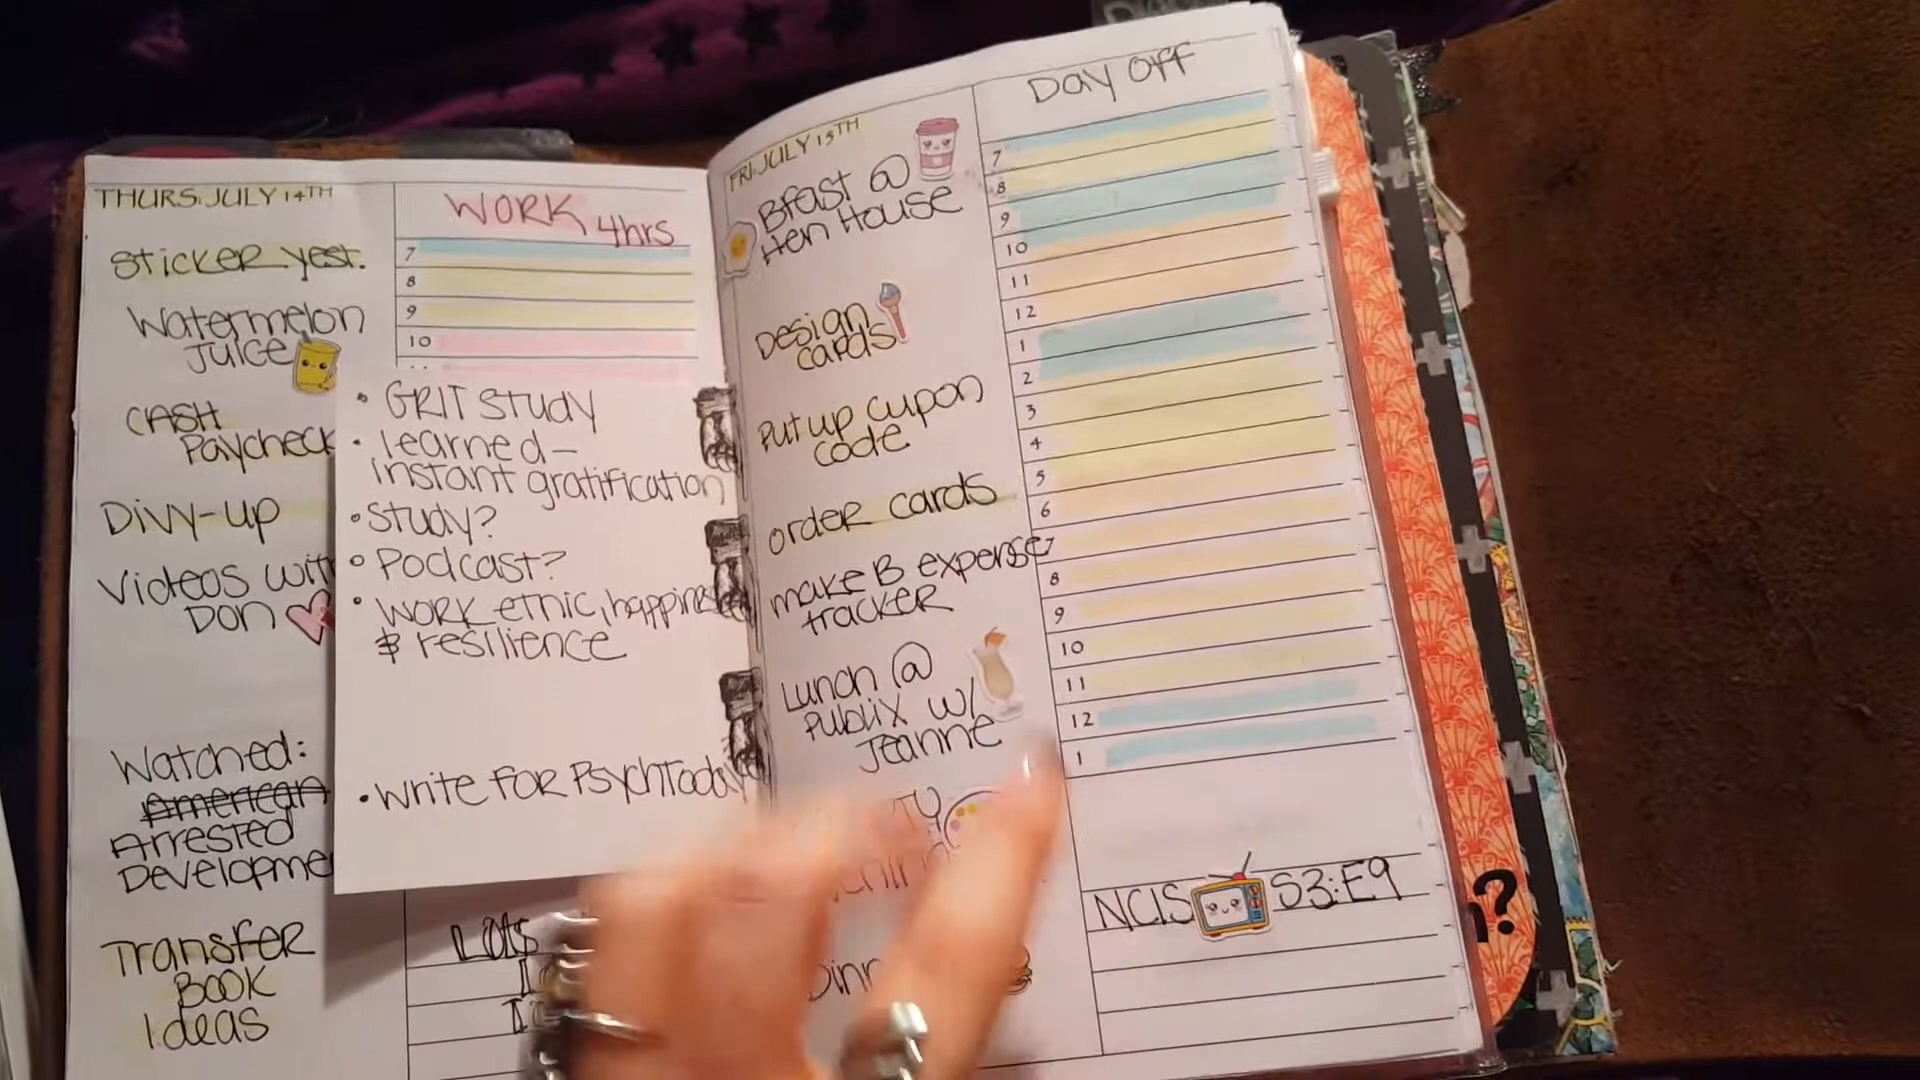 THURS. JULY 14TH
WORK 4hrs
Sticker yest.
Watermelon
Juice
CASH
Paycheck
Divy-up
Videos with
Don
Watched:
American
Arrested
Development
Transfer
Book
Ideas
7
8
9
10
• GRIT Study
• learned -
instant gratification
• Study?
• Podcast?
• Work ethic, happiness
& resilience
• Write for PsychToday
Lots
FRI. JULY 15TH
Bfast @
Hen House
Design
cards
Put up cupon
code
order cards
make B expense
tracker
Lunch @
Publix w/
Jeanne
Day Off
7
8
9
10
11
12
1
2
3
4
5
6
7
8
9
10
11
12
1
NCIS S3:E9
?